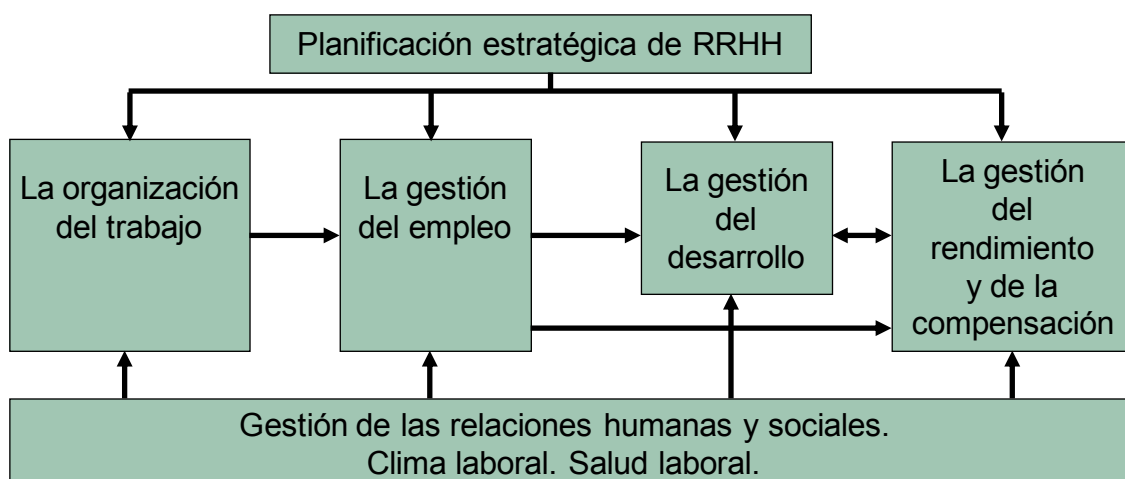 Planificación estratégica de RRHH
La organización
del trabajo
La gestión
del empleo
La gestión
del
desarrollo
La gestión
del
rendimiento
y de la
compensación
Gestión de las relaciones humanas y sociales.
Clima laboral. Salud laboral.